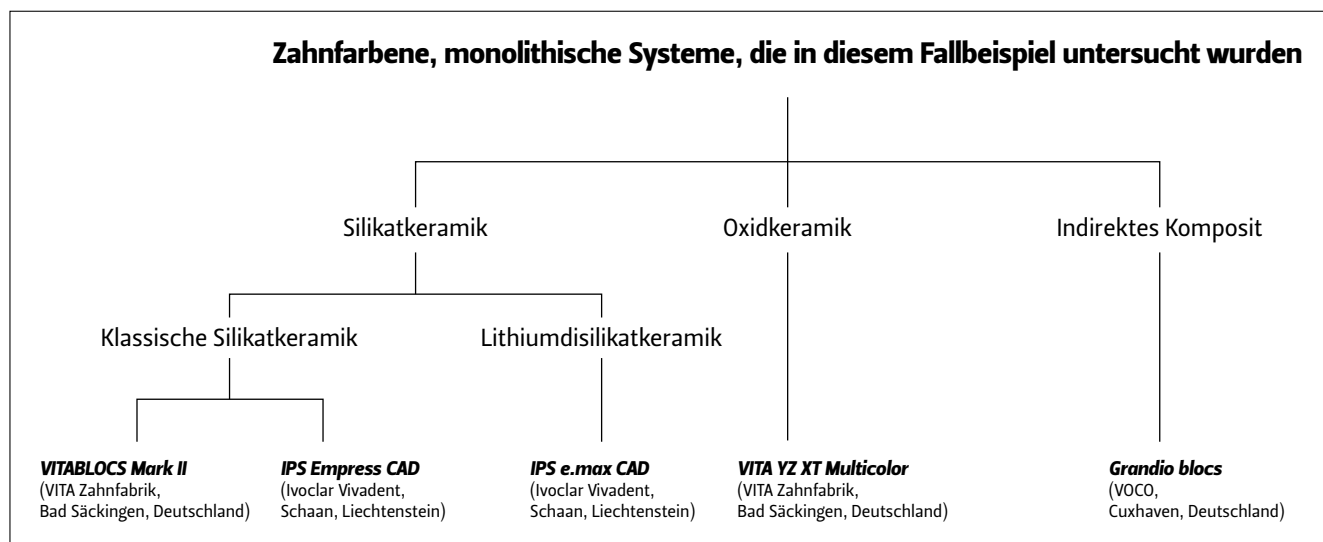 Zahnfarbene, monolithische Systeme, die in diesem Fallbeispiel untersucht wurden
Silikatkeramik
Oxidkeramik
Indirektes Komposit
Klassische Silikatkeramik
Lithiumdisilikatkeramik
VITABLOCS Mark II
(VITA Zahnfabrik,
Bad Säckingen, Deutschland)
IPS Empress CAD
(Ivoclar Vivadent,
Schaan, Liechtenstein)
IPS e.max CAD
(Ivoclar Vivadent,
Schaan, Liechtenstein)
VITA YZ XT Multicolor
(VITA Zahnfabrik,
Bad Säckingen, Deutschland)
Grandio blocs
(VOCO,
Cuxhaven, Deutschland)